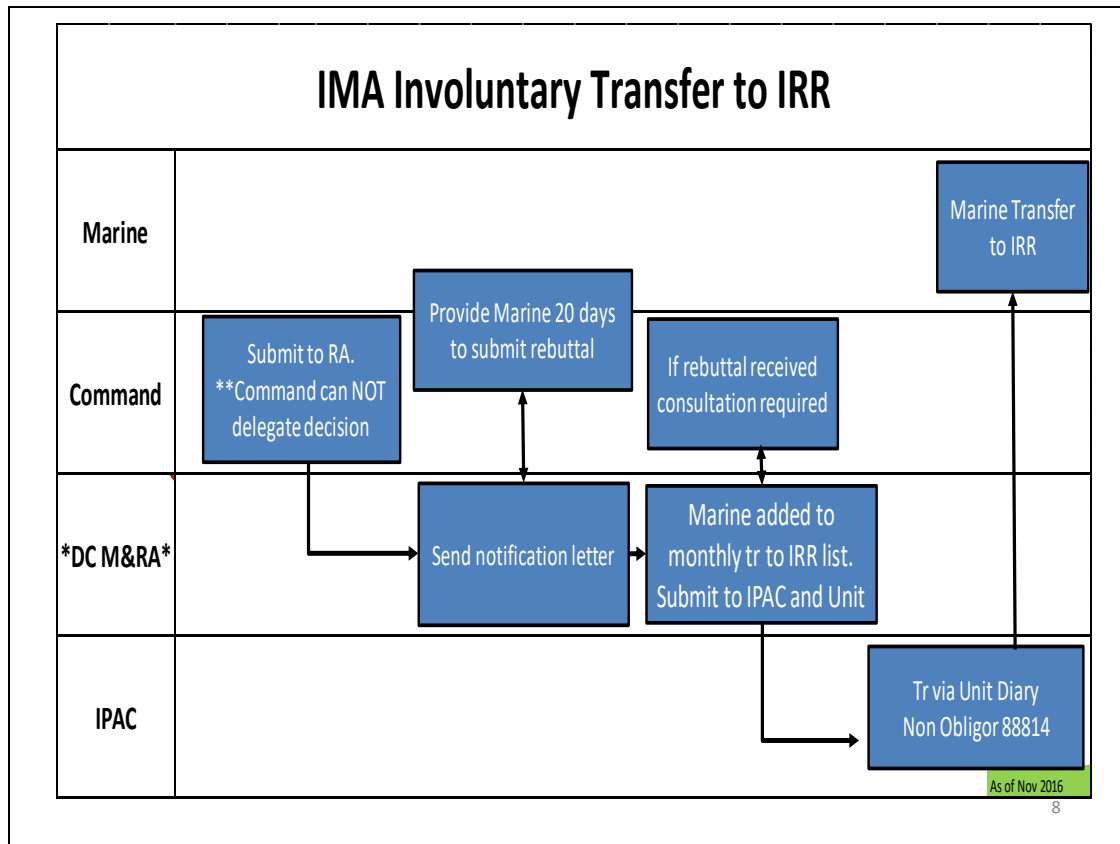 IMA Involuntary Transfer to IRR
Marine
Marine Transfer
to IRR
Provide Marine 20 days
to submit rebuttal
Command
Submit to RA.
**Command can NOT
delegate decision
If rebuttal received
consultation required
*DC M&RA*
Send notification letter
Marine added to
monthly tr to IRR list.
Submit to IPAC and Unit
IPAC
Tr via Unit Diary
Non Obligor 88814
As of Nov 2016
8